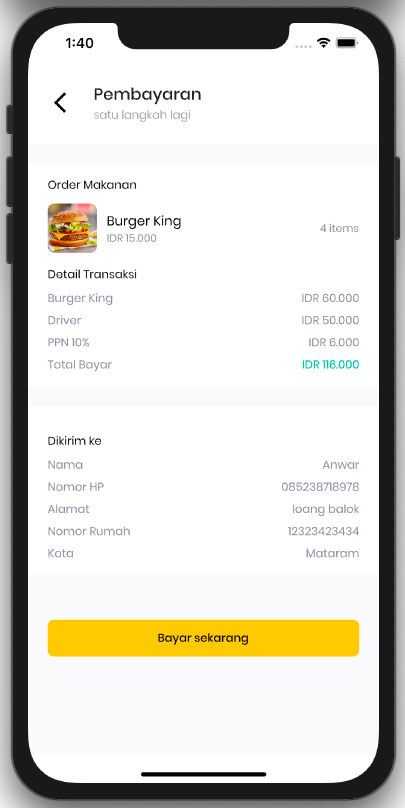 1:40
Pembayaran
satu langkah lagi
Order Makanan
Burger King
IDR 15.000
4 items
Detail Transaksi
Burger King IDR 60.000
Driver IDR 50.000
PPN 10% IDR 6.000
Total Bayar IDR 116.000
Dikirim ke
Nama Anwar
Nomor HP 085238718978
Alamat loang balok
Nomor Rumah 12323423434
Kota Mataram
Bayar sekarang